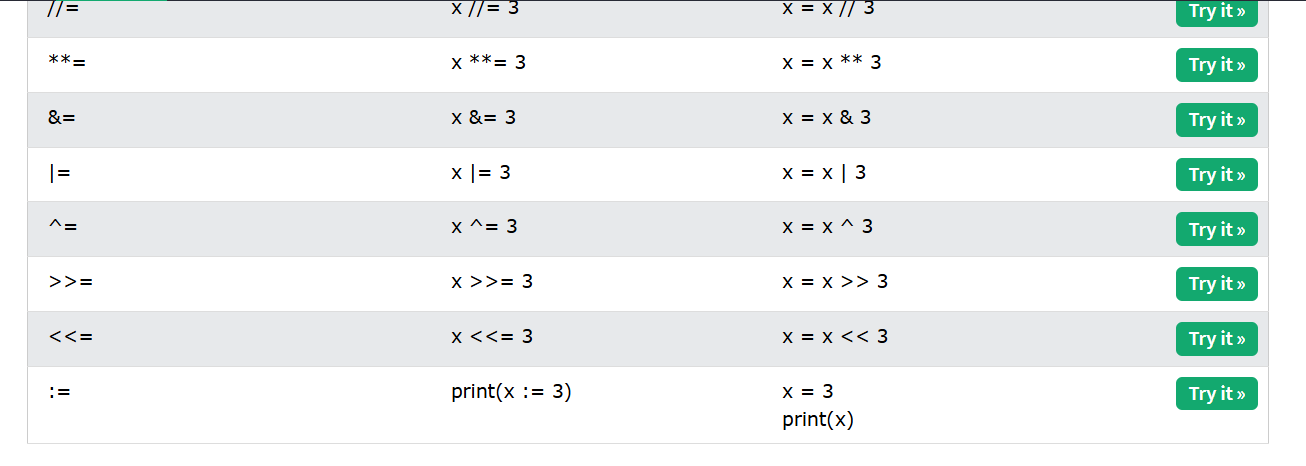 //= x //= 3 x = x // 3 Try it »
**= x **= 3 x = x ** 3 Try it »
&= x &= 3 x = x & 3 Try it »
|= x |= 3 x = x | 3 Try it »
^= x ^= 3 x = x ^ 3 Try it »
>>= x >>= 3 x = x >> 3 Try it »
<<= x <<= 3 x = x << 3 Try it »
:= print(x := 3) x = 3 Try it »
print(x)